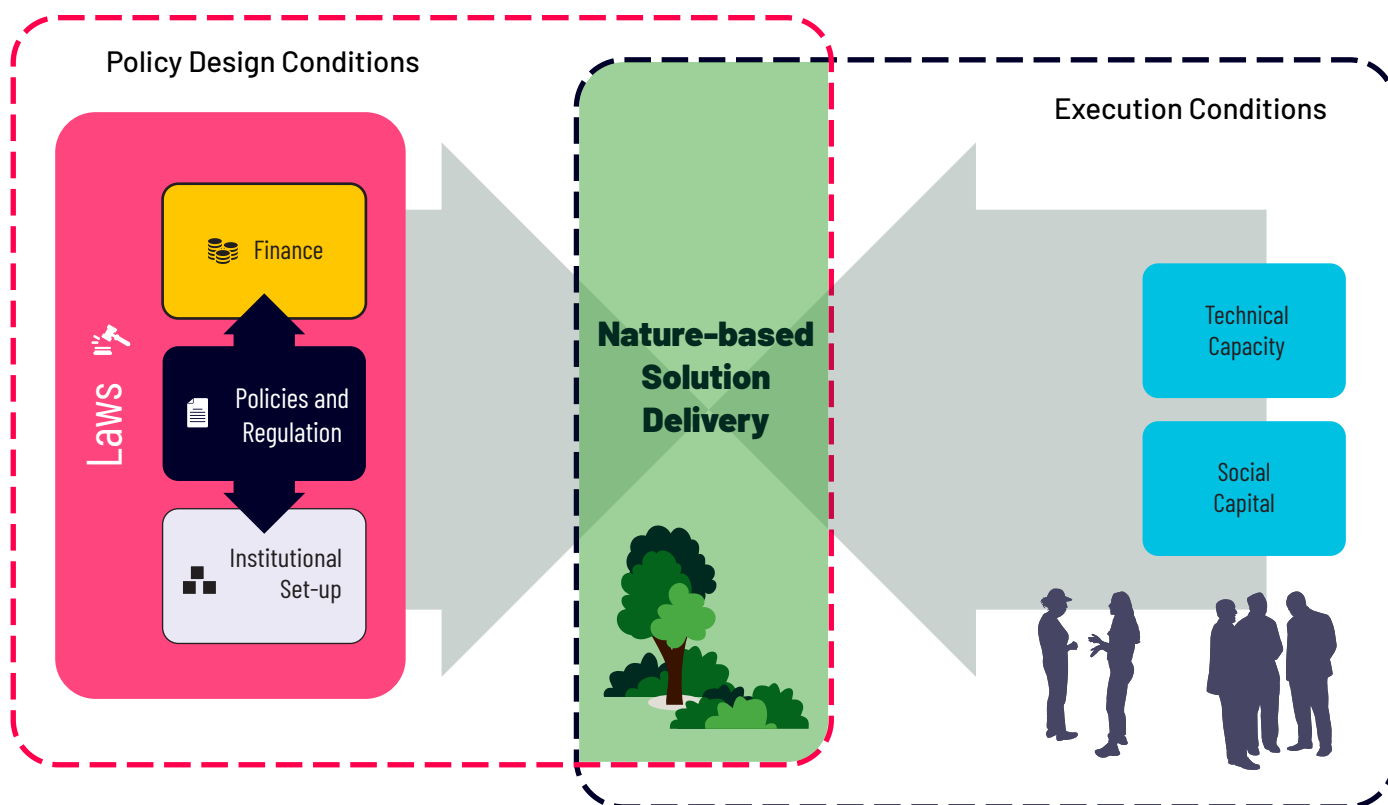 Policy Design Conditions
Execution Conditions
Laws
Finance
Policies and
Regulation
Institutional
Set-up
Nature-based
Solution
Delivery
Technical
Capacity
Social
Capital